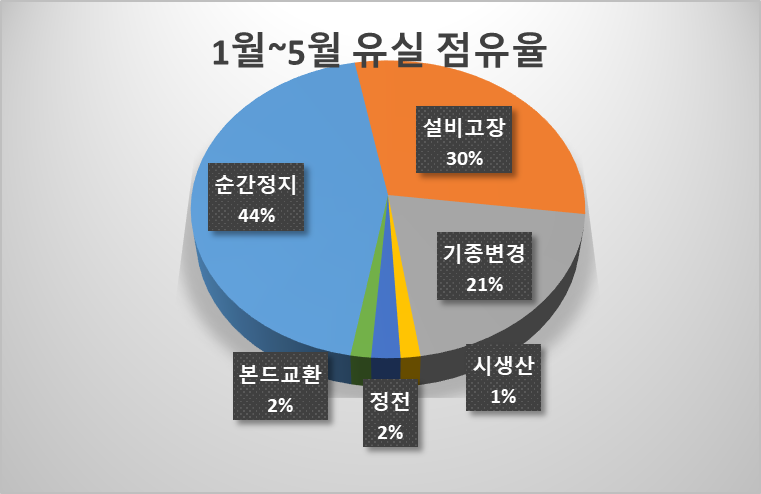 1월~5월 유실 점유율
설비고장
30%
순간정지
44%
기종변경
21%
시생산
1%
본드교환
2%
정전
2%